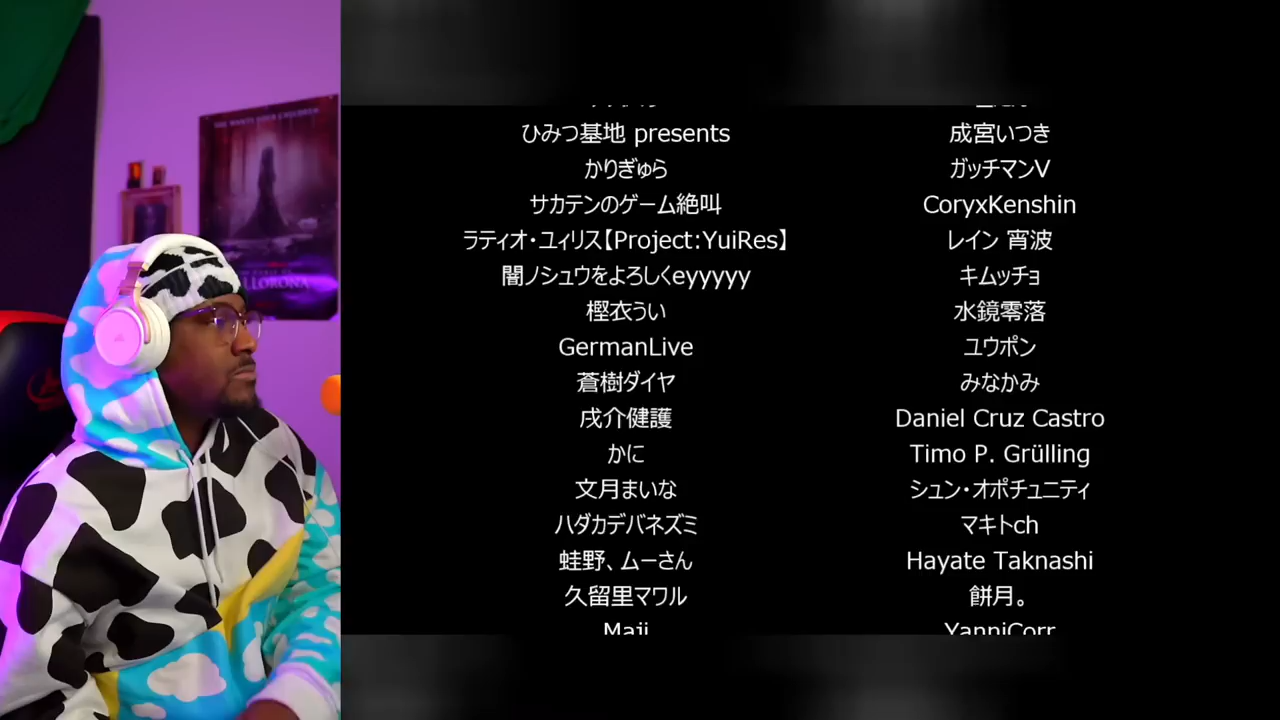 ひみつ基地 presents
かりぎゅら
サカテンのゲーム絶叫
ラティオ・ユィリス【Project:YuiRes】
闇ノシュウをよろしくeyyyyy
樫衣うい
GermanLive
蒼樹ダイヤ
戌介健護
かに
文月まいな
ハダカデバネズミ
蛙野、ムーさん
久留里マワル
Maji
成宮いつき
ガッチマンV
CoryxKenshin
レイン 宵波
キムッチョ
水鏡零落
ユウポン
みなかみ
Daniel Cruz Castro
Timo P. Grülling
シュン・オポチュニティ
マキトch
Hayate Taknashi
餅月。
YanniCorr
LLORONA